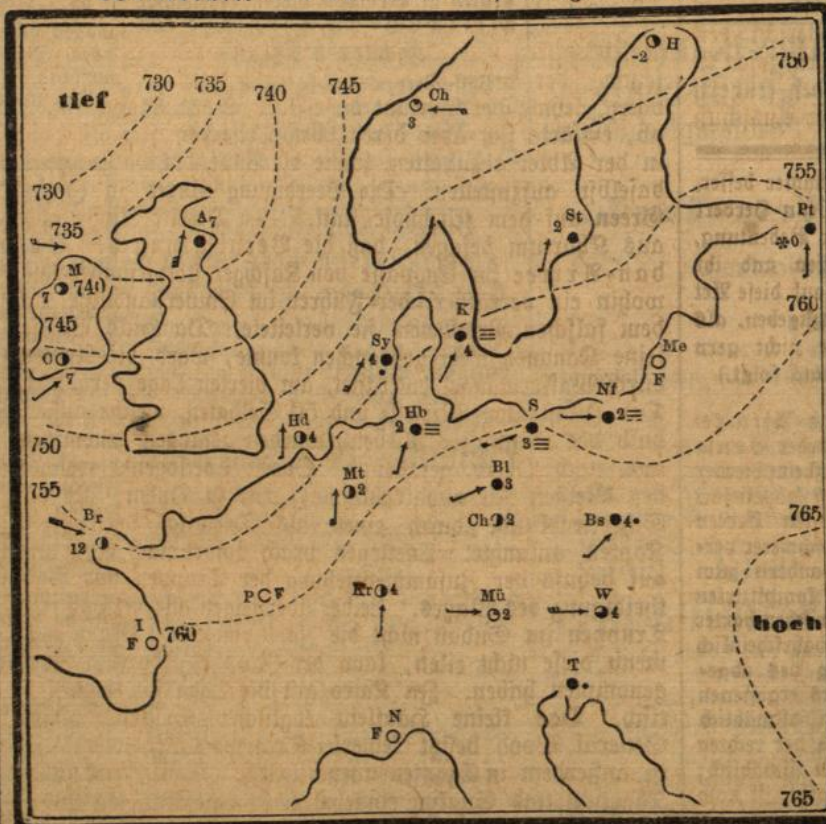 H
-2
750
730
735
745
740
tief
Ch
3
755
Pt
0
730
A 7
St
2
735
M
7
740
760
745
O
7
K
4
Sy
4
Me
F
Nf
2
750
Hd 4
Hb
2
S
3
755
Mt
2
Bl
3
Br
12
Ch 2
Bs
4
765
P F
Kr 4
Mü
2
W
4
hoch
I
F
760
T
N
F
765